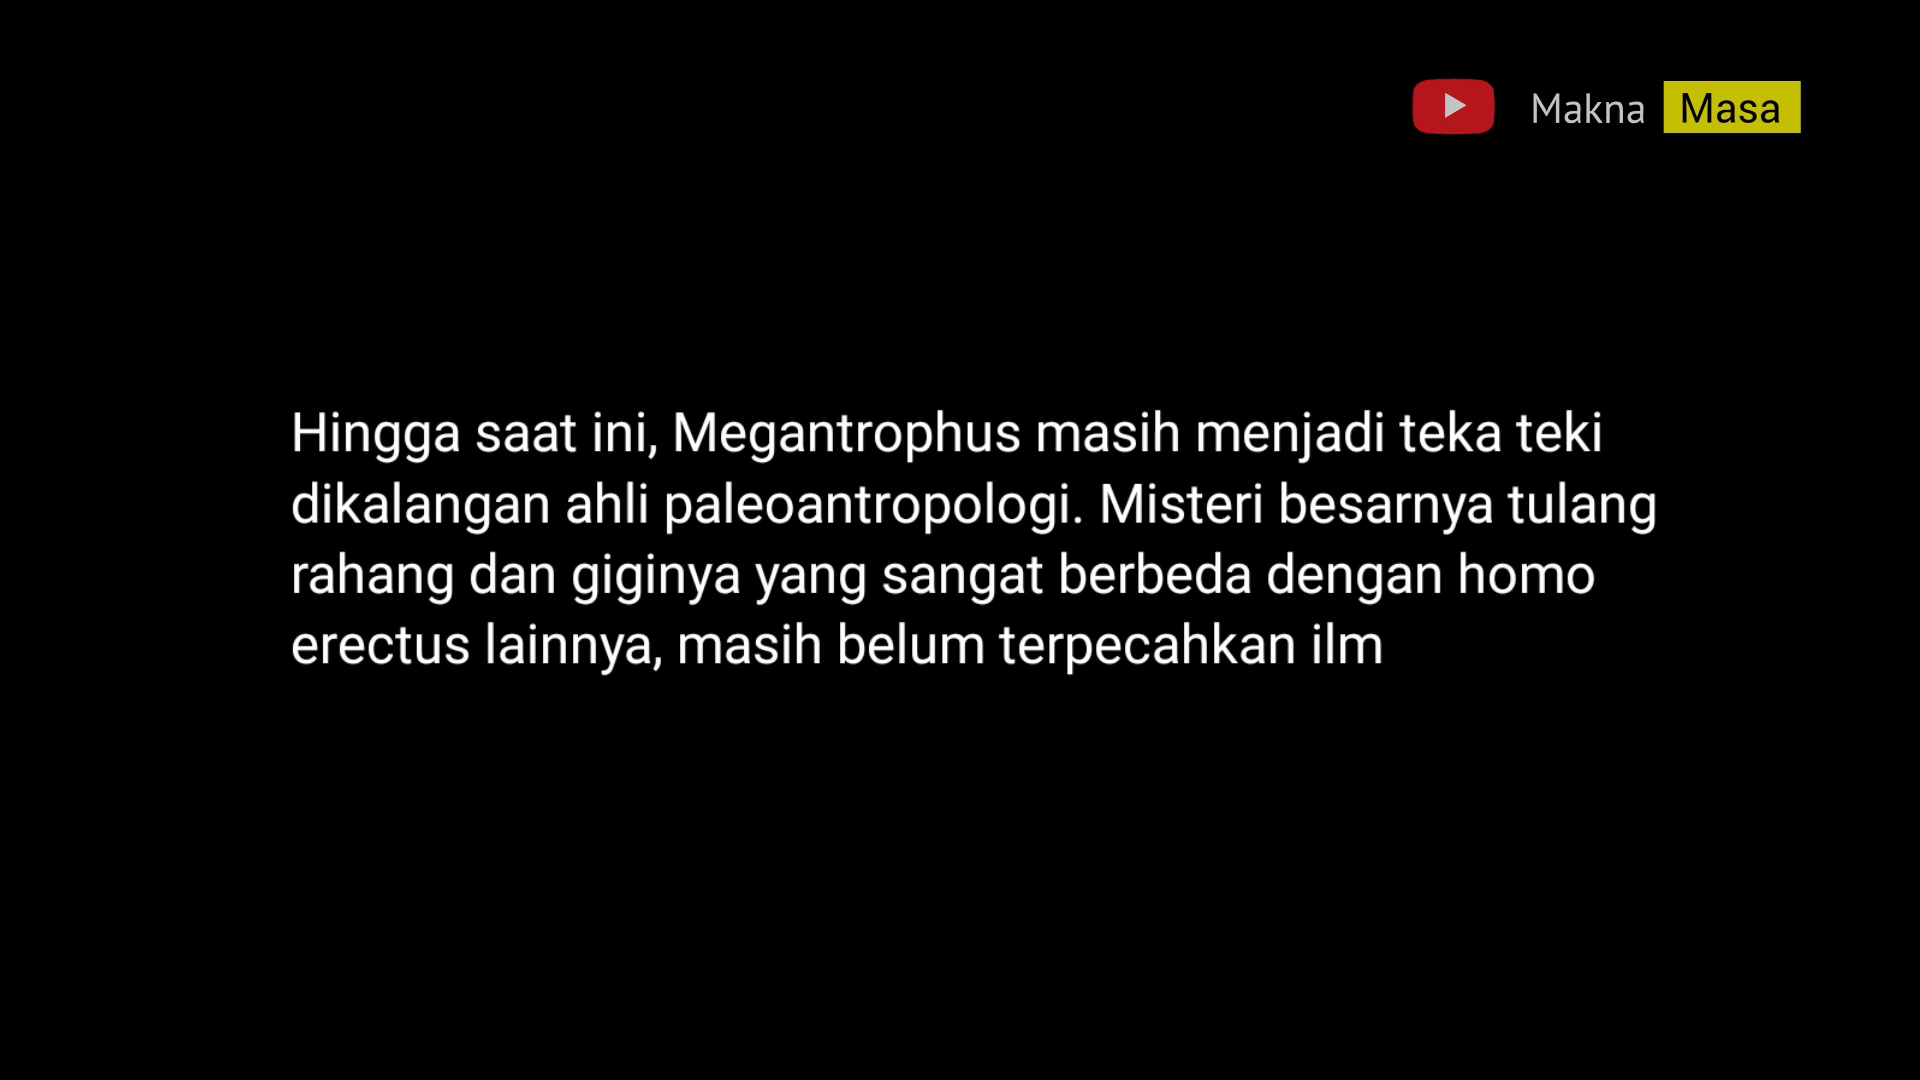 Makna Masa
Hingga saat ini, Megantrophus masih menjadi teka teki
dikalangan ahli paleoantropologi. Misteri besarnya tulang
rahang dan giginya yang sangat berbeda dengan homo
erectus lainnya, masih belum terpecahkan ilm